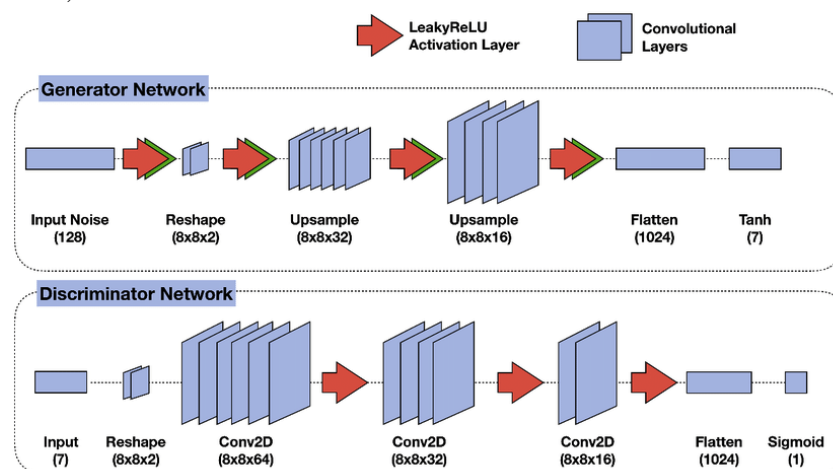 LeakyReLU
Activation Layer
Convolutional
Layers
Generator Network
Input Noise
(128)
Reshape
(8x8x2)
Upsample
(8x8x32)
Upsample
(8x8x16)
Flatten
(1024)
Tanh
(7)
Discriminator Network
Input
(7)
Reshape
(8x8x2)
Conv2D
(8x8x64)
Conv2D
(8x8x32)
Conv2D
(8x8x16)
Flatten
(1024)
Sigmoid
(1)